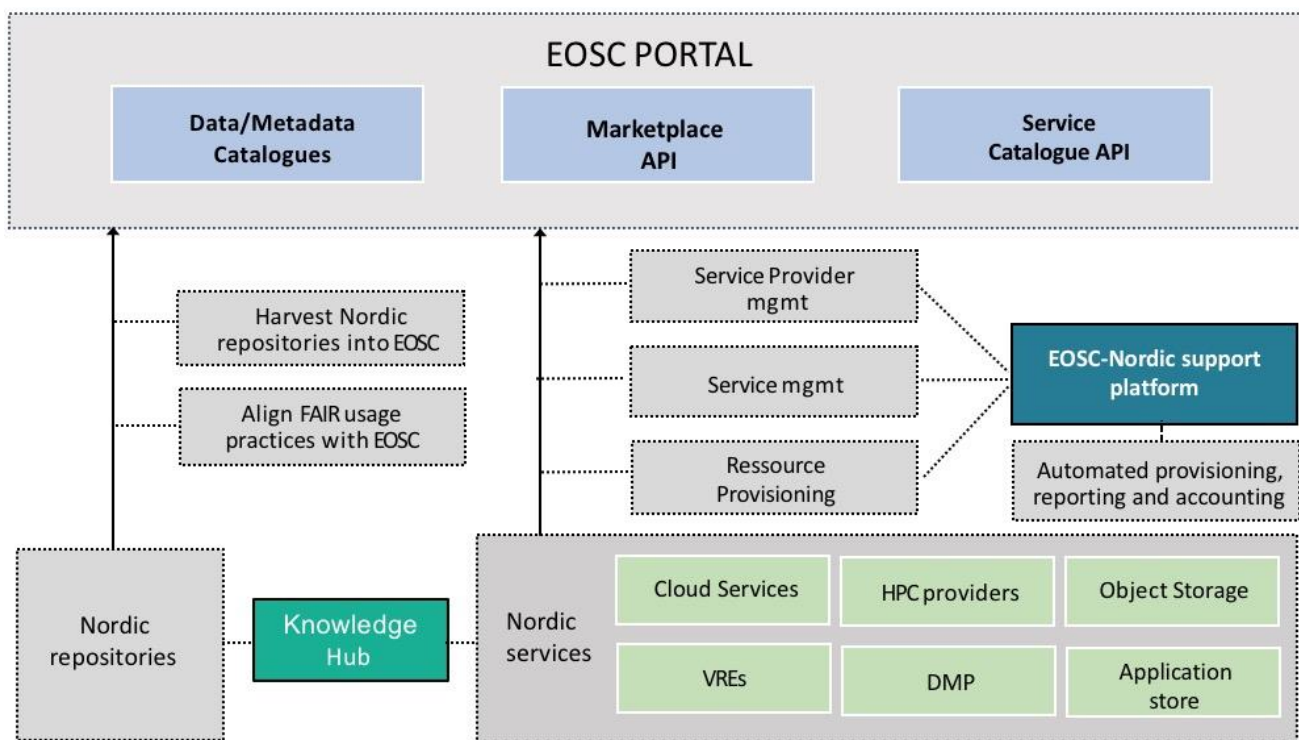 EOSC PORTAL
Data/Metadata
Catalogues
Marketplace
API
Service
Catalogue API
Harvest Nordic
repositories into EOSC
Align FAIR usage
practices with EOSC
Service Provider
mgmt
Service mgmt
Ressource
Provisioning
EOSC-Nordic support
platform
Automated provisioning,
reporting and accounting
Nordic
repositories
Knowledge
Hub
Nordic
services
Cloud Services
HPC providers
Object Storage
VREs
DMP
Application
store